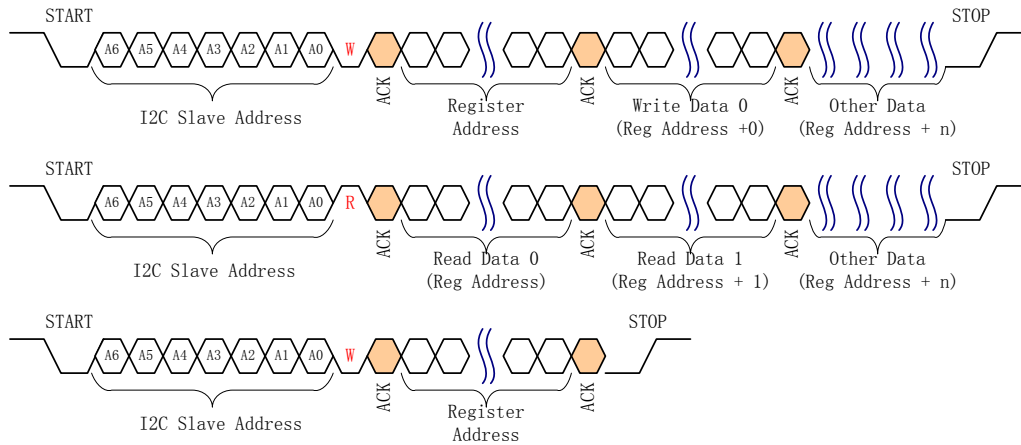 START STOP
A6 A5 A4 A3 A2 A1 A0 W
ACK ACK ACK
I2C Slave Address Register Write Data 0 Other Data
Address (Reg Address +0) (Reg Address + n)
START STOP
A6 A5 A4 A3 A2 A1 A0 R
ACK ACK ACK
I2C Slave Address Read Data 0 Read Data 1 Other Data
(Reg Address) (Reg Address + 1) (Reg Address + n)
START STOP
A6 A5 A4 A3 A2 A1 A0 W
ACK ACK
I2C Slave Address Register
Address